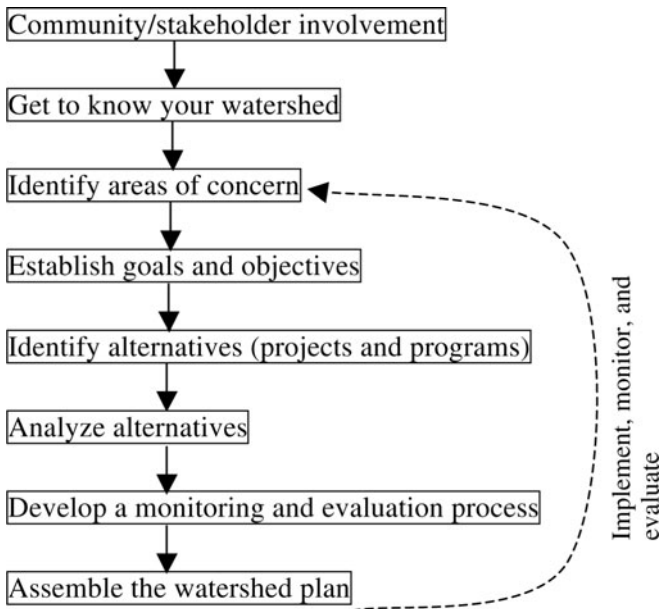 Community/stakeholder involvement
Get to know your watershed
Identify areas of concern
Establish goals and objectives
Identify alternatives (projects and programs)
Analyze alternatives
Develop a monitoring and evaluation process
Assemble the watershed plan
Implement, monitor, and
evaluate